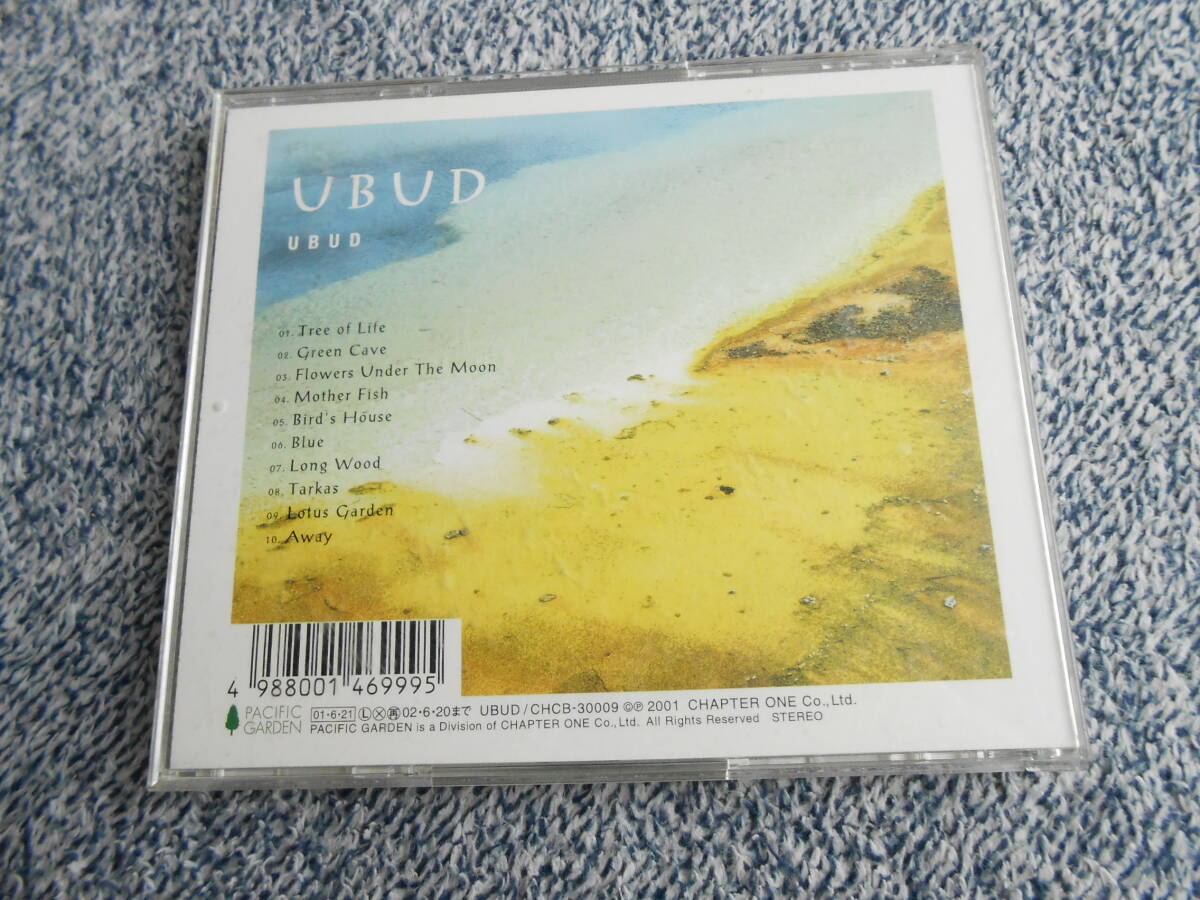 UBUD
UBUD
01. Tree of Life
02. Green Cave
03. Flowers Under The Moon
04. Mother Fish
05. Bird's House
06. Blue
07. Long Wood
08. Tarkas
09. Lotus Garden
10. Away
4 988001 469995
PACIFIC
GARDEN
01・6・21 Ⓛ Ⓧ 再 02・6・20まで UBUD / CHCB-30009 ©℗ 2001 CHAPTER ONE Co., Ltd.
PACIFIC GARDEN is a Division of CHAPTER ONE Co., Ltd. All Rights Reserved STEREO